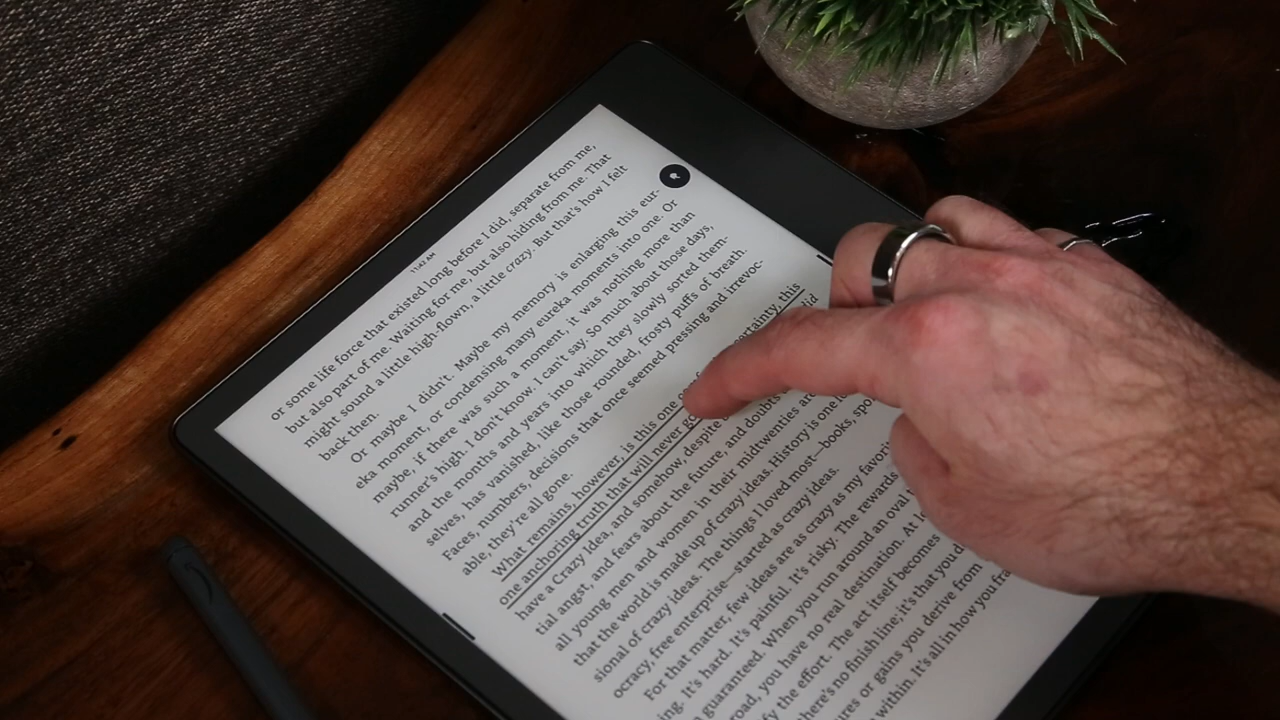 11:42 AM
or some life force that existed long before I did, separate from me,
but also part of me. Waiting for me, but also hiding from me. That
might sound a little high-flown, a little crazy. But that's how I felt
back then.
Or maybe I didn't. Maybe my memory is enlarging this eur-
eka moment, or condensing many eureka moments into one. Or
maybe, if there was such a moment, it was nothing more than
runner's high. I don't know. I can't say. So much about those days,
and the months and years into which they slowly sorted them-
selves, has vanished, like those rounded, frosty puffs of breath.
Faces, numbers, decisions that once seemed pressing and irrevoc-
able, they're all gone.
What remains, however, is this one certainty, this
one anchoring truth that will never did
have a Crazy Idea, and somehow, despite
tial angst, and fears about the future, and doubts
all young men and women in their midtwenties
that the world is made up of crazy ideas. History is one
sional of crazy ideas. The things I loved most—books,
ocracy, free enterprise—started as crazy ideas.
For that matter, few ideas are as crazy as my
ing. It's hard. It's painful. It's risky. The rewards
guaranteed. When you run around an oval
you have no real destination. At
the effort. The act itself becomes
no finish line; it's that you
or gains you derive from
within. It's all in how you